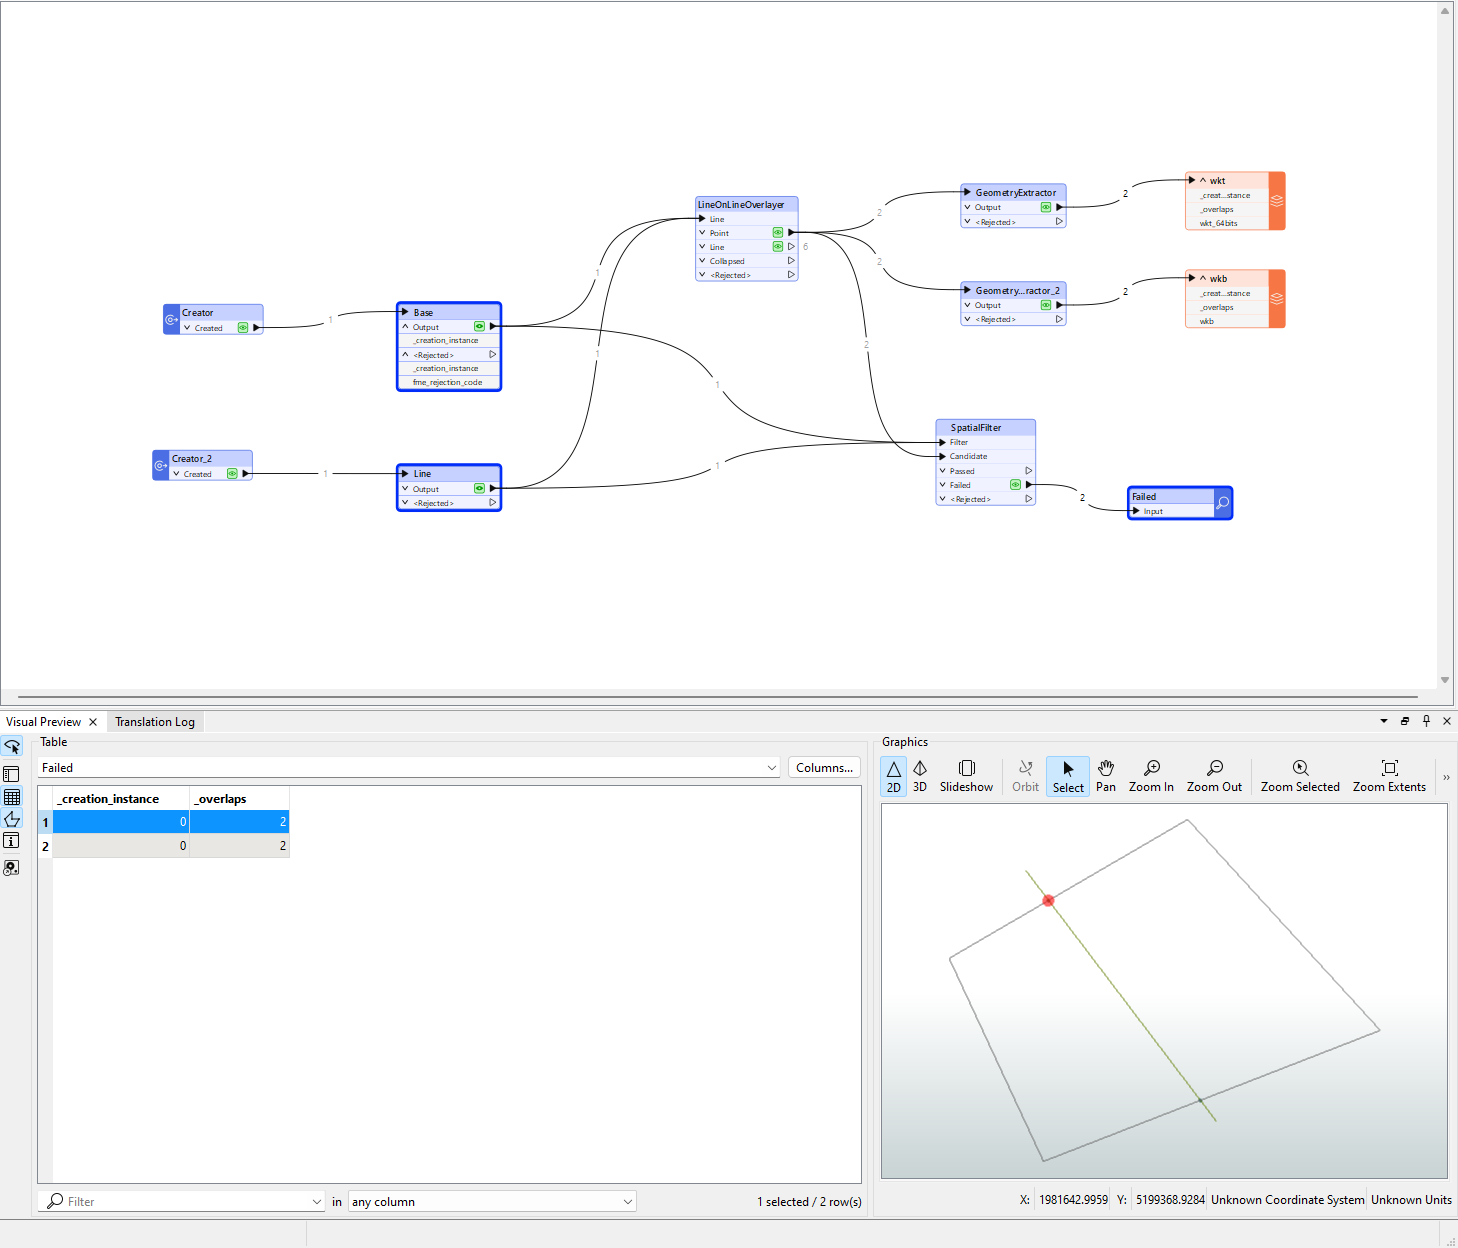 Creator
Created
1
Base
Output
_creation_instance
<Rejected>
_creation_instance
fme_rejection_code
Creator_2
Created
1
Line
Output
<Rejected>
1
1
1
1
LineOnLineOverlayer
Line
Point
Line
6
Collapsed
<Rejected>
2
2
2
GeometryExtractor
Output
<Rejected>
2
wkt
_creat...stance
_overlaps
wkt_64bits
Geometry...ractor_2
Output
<Rejected>
2
wkb
_creat...stance
_overlaps
wkb
SpatialFilter
Filter
Candidate
Passed
Failed
<Rejected>
2
Failed
Input
Visual Preview
Translation Log
Table
Failed
Columns...
_creation_instance _overlaps
1 0 2
2 0 2
Filter
in
any column
1 selected / 2 row(s)
Graphics
2D
3D
Slideshow
Orbit
Select
Pan
Zoom In
Zoom Out
Zoom Selected
Zoom Extents
»
X: 1981642.9959 Y: 5199368.9284 Unknown Coordinate System Unknown Units